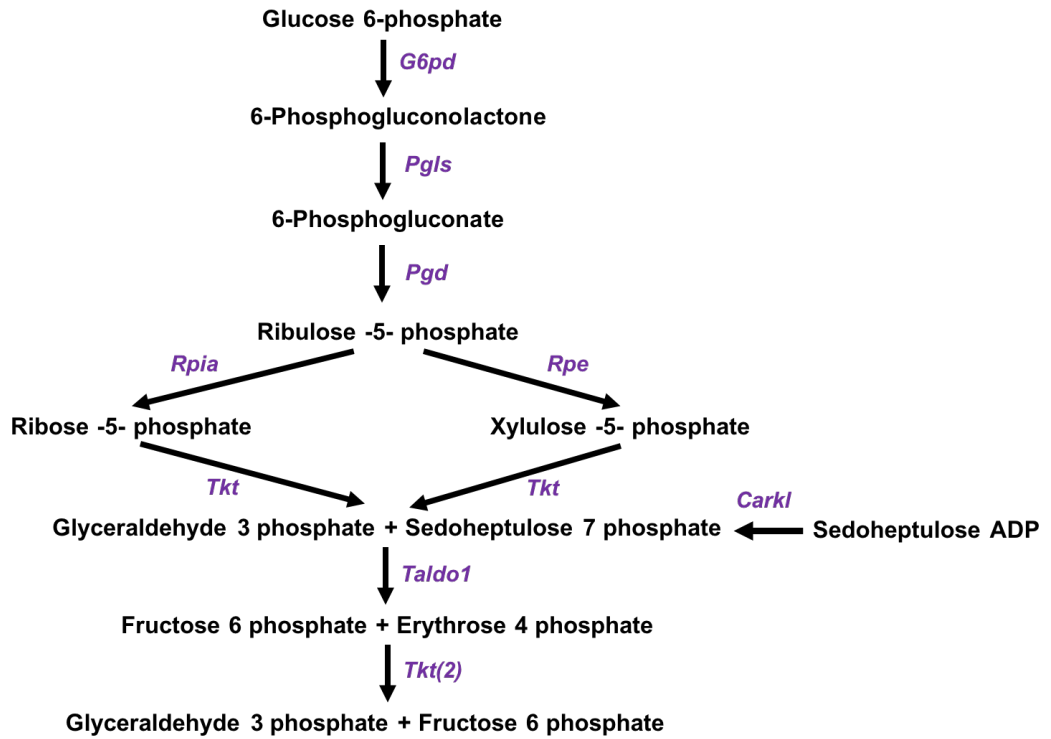 Glucose 6-phosphate
G6pd
6-Phosphogluconolactone
Pgls
6-Phosphogluconate
Pgd
Ribulose -5- phosphate
Rpia
Rpe
Ribose -5- phosphate
Xylulose -5- phosphate
Tkt
Tkt
Carkl
Glyceraldehyde 3 phosphate + Sedoheptulose 7 phosphate
Sedoheptulose ADP
Taldo1
Fructose 6 phosphate + Erythrose 4 phosphate
Tkt(2)
Glyceraldehyde 3 phosphate + Fructose 6 phosphate